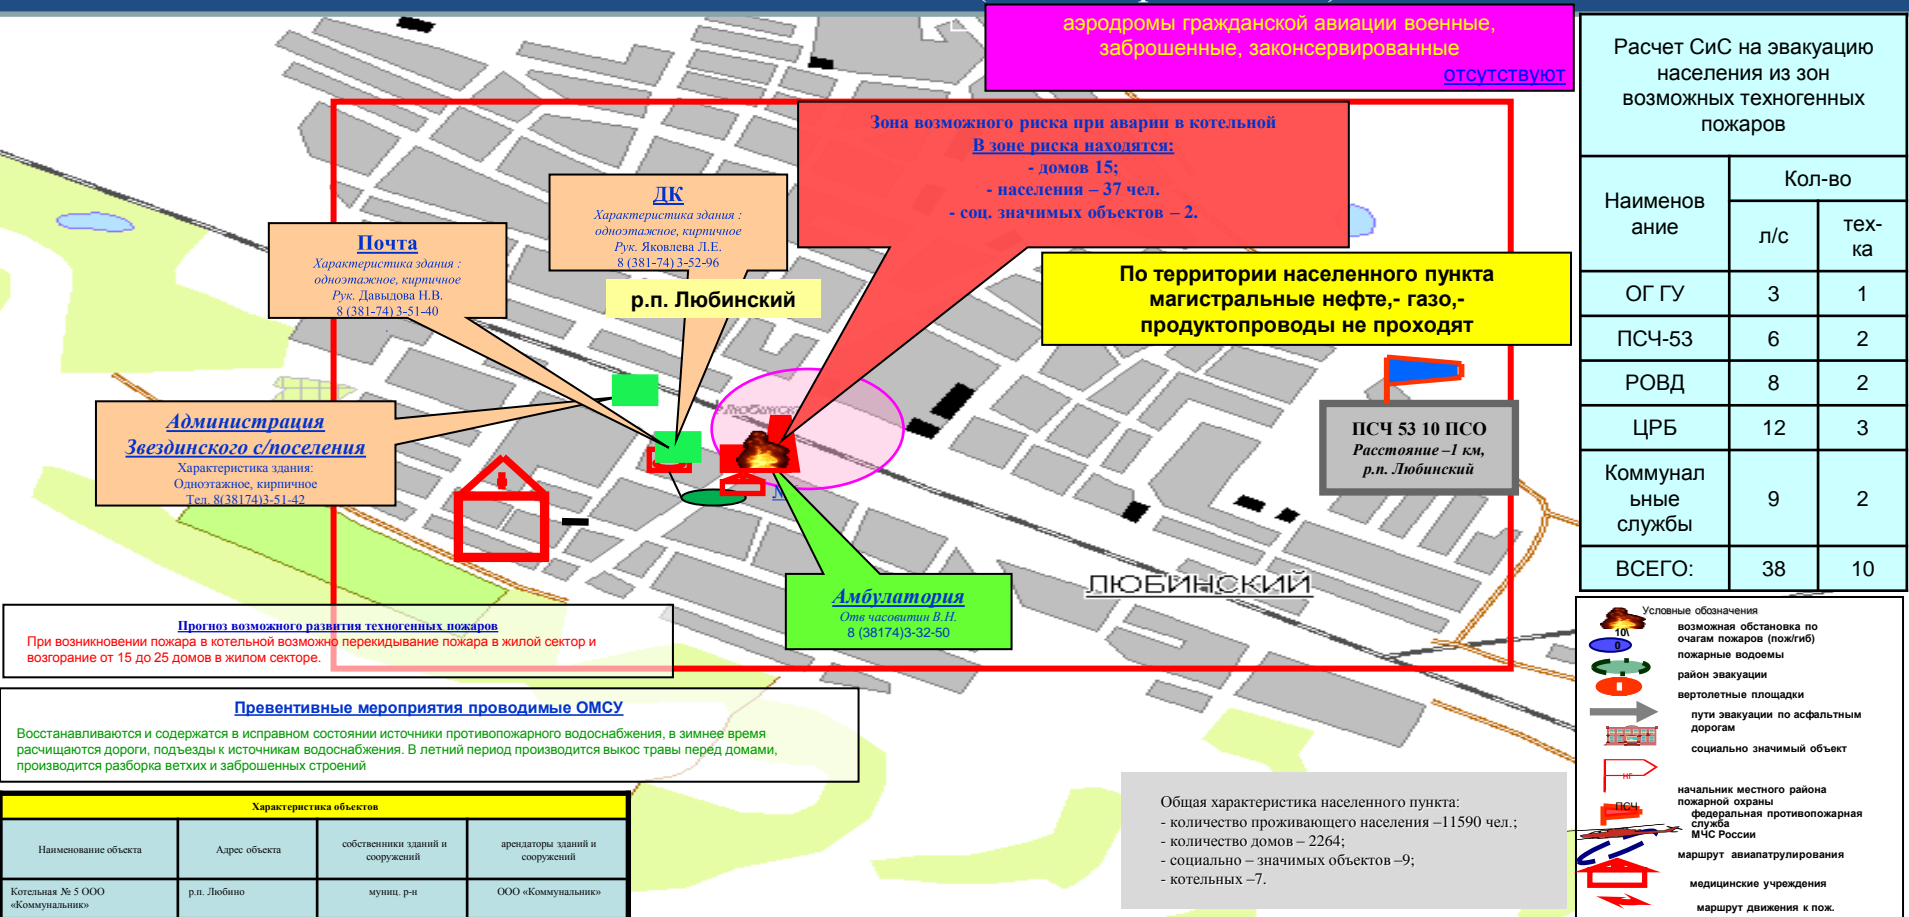 аэродромы гражданской авиации военные,
заброшенные, законсервированные
отсутствуют
Расчет СиС на эвакуацию
населения из зон
возможных техногенных
пожаров
Наименов
ание
Кол-во
л/с
тех-
ка
ОГ ГУ 3 1
ПСЧ-53 6 2
РОВД 8 2
ЦРБ 12 3
Коммунал
ьные
службы
9 2
ВСЕГО: 38 10
Зона возможного риска при аварии в котельной
В зоне риска находятся:
- домов 15;
- населения – 37 чел.
- соц. значимых объектов – 2.
ДК
Характеристика здания :
одноэтажное, кирпичное
Рук. Яковлева Л.Е.
8 (381-74) 3-52-96
Почта
Характеристика здания :
одноэтажное, кирпичное
Рук. Давыдова Н.В.
8 (381-74) 3-51-40
р.п. Любинский
По территории населенного пункта
магистральные нефте,- газо,-
продуктопроводы не проходят
Администрация
Звездинского с/поселения
Характеристика здания:
Одноэтажное, кирпичное
Тел. 8(38174)3-51-42
ПСЧ 53 10 ПСО
Расстояние –1 км,
р.п. Любинский
Амбулатория
Отв часовитин В.Н.
8 (38174)3-32-50
ЛЮБИНСКИЙ
Прогноз возможного развития техногенных пожаров
При возникновении пожара в котельной возможно перекидывание пожара в жилой сектор и
возгорание от 15 до 25 домов в жилом секторе.
Превентивные мероприятия проводимые ОМСУ
Восстанавливаются и содержатся в исправном состоянии источники противопожарного водоснабжения, в зимнее время
расчищаются дороги, подъезды к источникам водоснабжения. В летний период производится выкос травы перед домами,
производится разборка ветхих и заброшенных строений
Характеристика объектов
Наименование объекта
Адрес объекта
собственники зданий и
сооружений
арендаторы зданий и
сооружений
Котельная № 5 ООО
«Коммунальник»
р.п. Любино
муниц. р-н
ООО «Коммунальник»
Общая характеристика населенного пункта:
- количество проживающего населения –11590 чел.;
- количество домов – 2264;
- социально – значимых объектов –9;
- котельных –7.
Условные обозначения
10\
0
возможная обстановка по
очагам пожаров (пож/гиб)
пожарные водоемы
район эвакуации
вертолетные площадки
пути эвакуации по асфальтным
дорогам
социально значимый объект
НГ
начальник местного района
пожарной охраны
ПСЧ
федеральная противопожарная
служба
МЧС России
маршрут авиапатрулирования
медицинские учреждения
маршрут движения к пож.